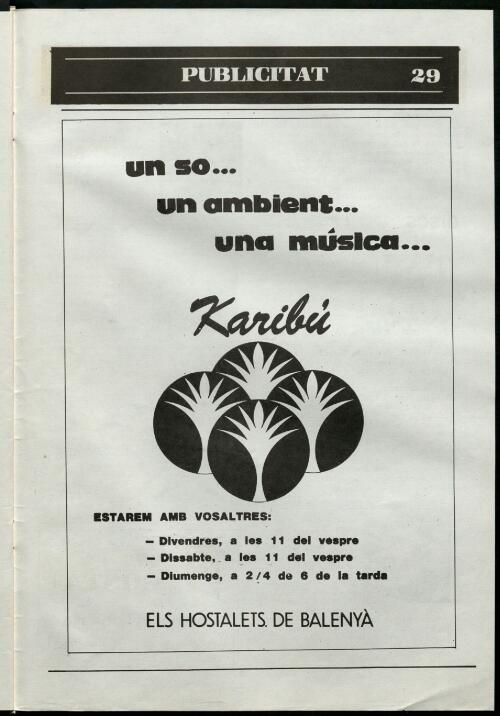 PUBLICITAT 29
un so...
un ambient...
una música...
Karibú
ESTAREM AMB VOSALTRES:
– Divendres, a les 11 del vespre
– Dissabte, a les 11 del vespre
– Diumenge, a 2/4 de 6 de la tarda
ELS HOSTALETS. DE BALENYÀ